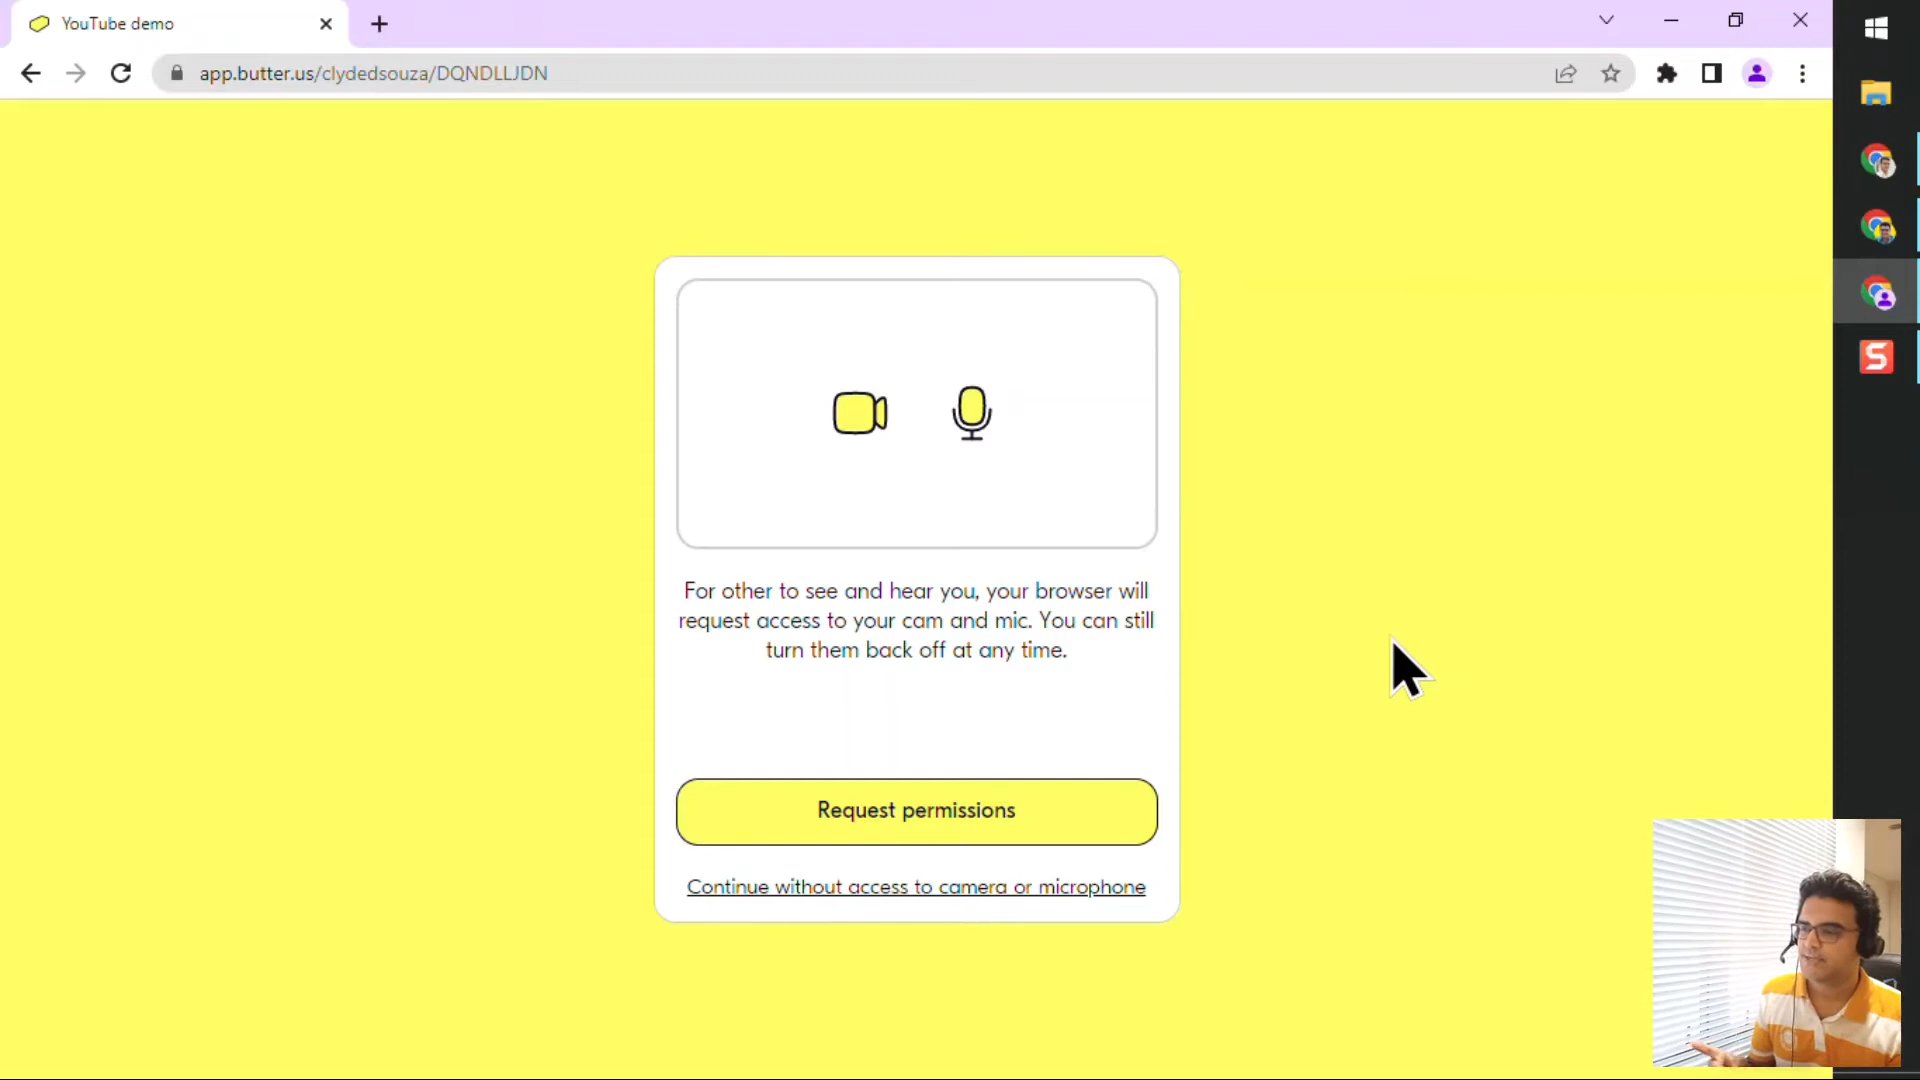 YouTube demo
app.butter.us/clydedsouza/DQNDLLJDN
For other to see and hear you, your browser will
request access to your cam and mic. You can still
turn them back off at any time.
Request permissions
Continue without access to camera or microphone